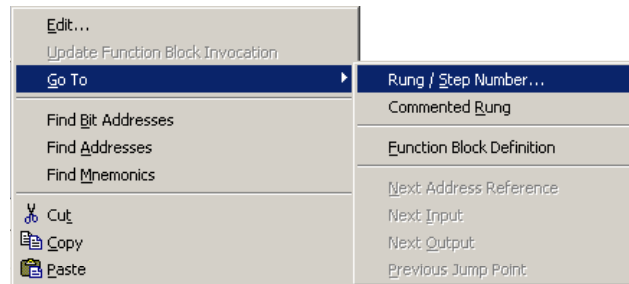 Edit...
Update Function Block Invocation
Go To
Find Bit Addresses
Find Addresses
Find Mnemonics
Cut
Copy
Paste
Rung / Step Number...
Commented Rung
Function Block Definition
Next Address Reference
Next Input
Next Output
Previous Jump Point